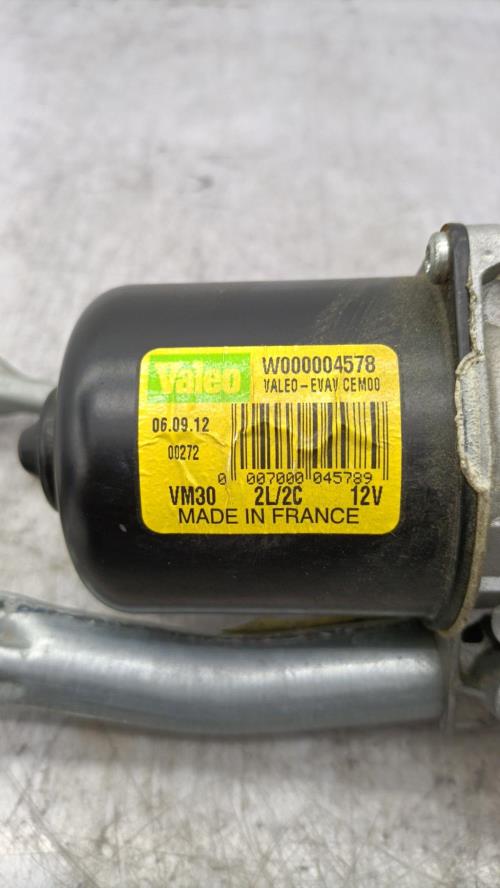 Valeo
W000004578
VALEO-EVAV CEM00
06.09.12
00272
0 007000 045789
VM30 2L/2C 12V
MADE IN FRANCE